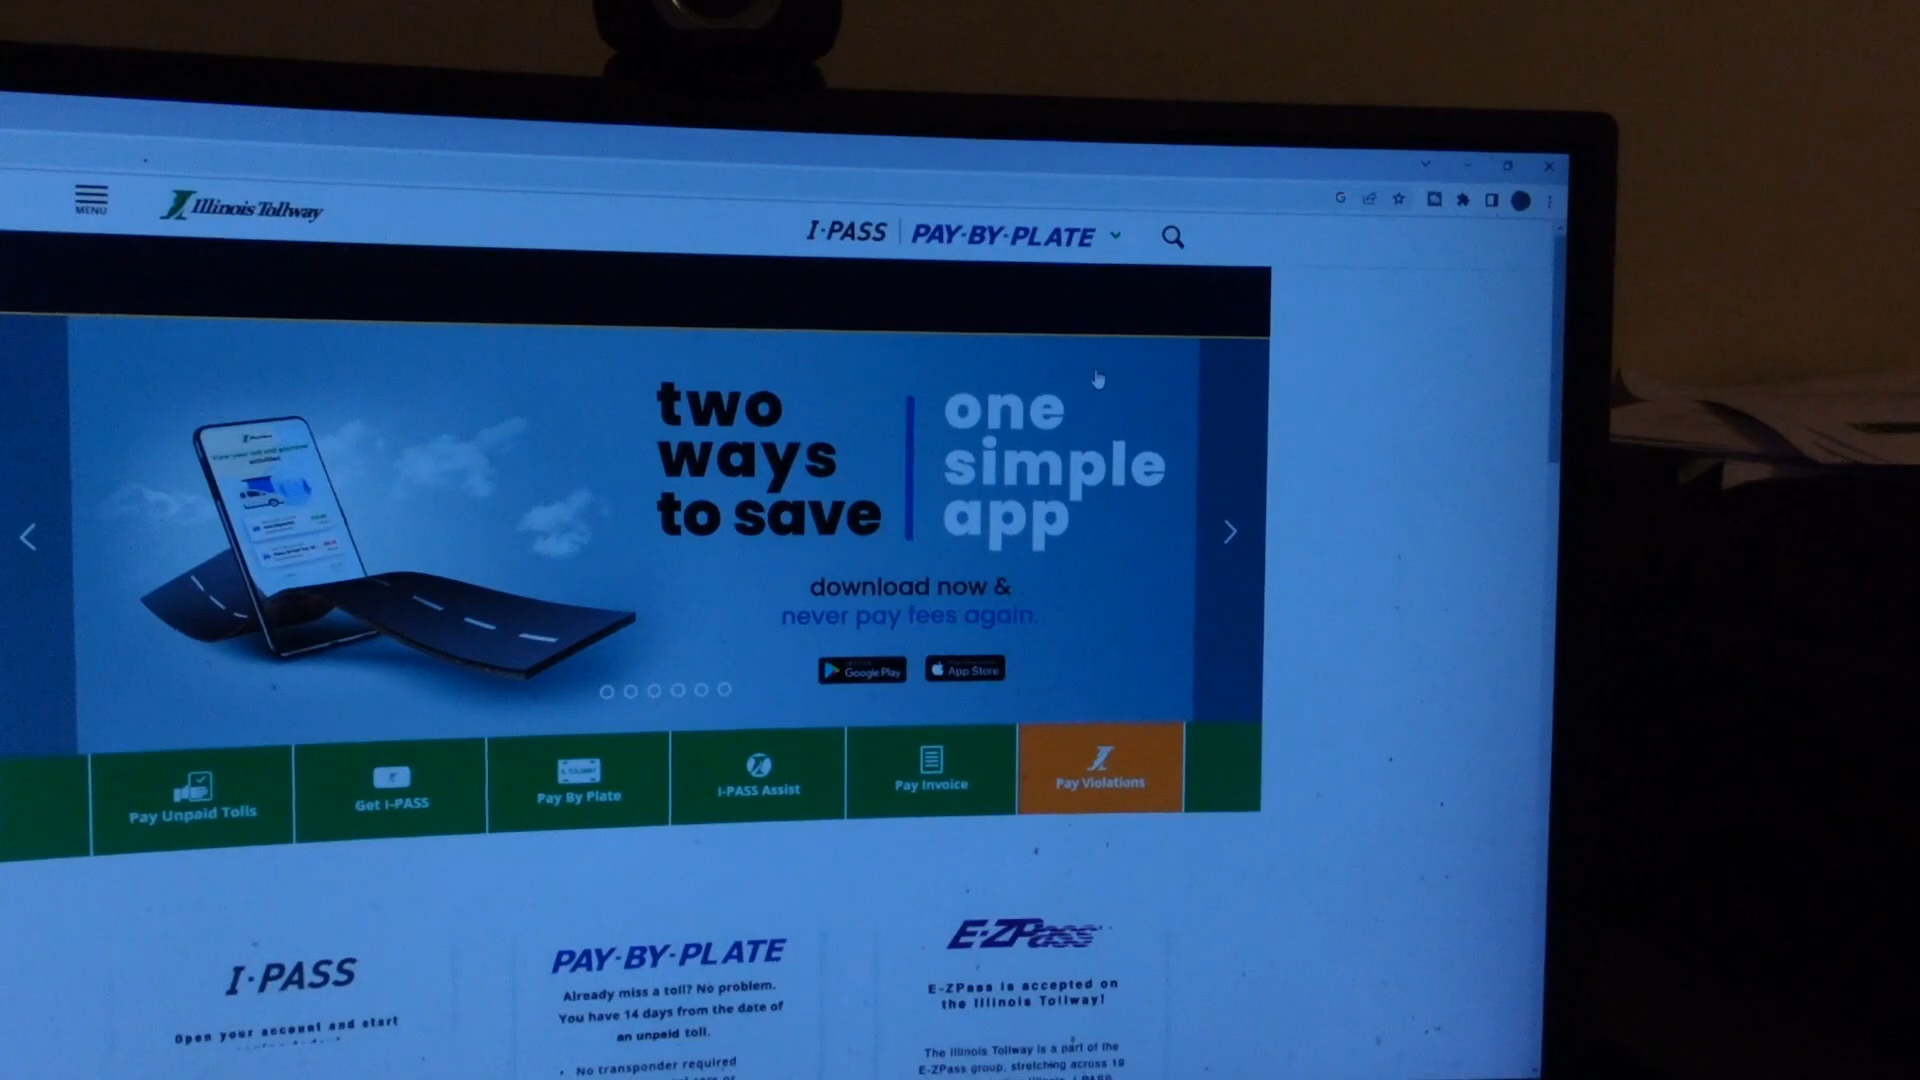 MENU
Illinois Tollway
I·PASS
PAY·BY·PLATE
two
ways
to save
one
simple
app
download now &
never pay fees again.
Google Play
App Store
Pay Unpaid Tolls
Get I-PASS
Pay By Plate
I-PASS Assist
Pay Invoice
Pay Violations
I·PASS
Open your account and start
PAY·BY·PLATE
Already miss a toll? No problem.
You have 14 days from the date of
an unpaid toll.
No transponder required
E-ZPass
E-ZPass is accepted on
the Illinois Tollway!
The Illinois Tollway is a part of the
E-ZPass group, stretching across 19